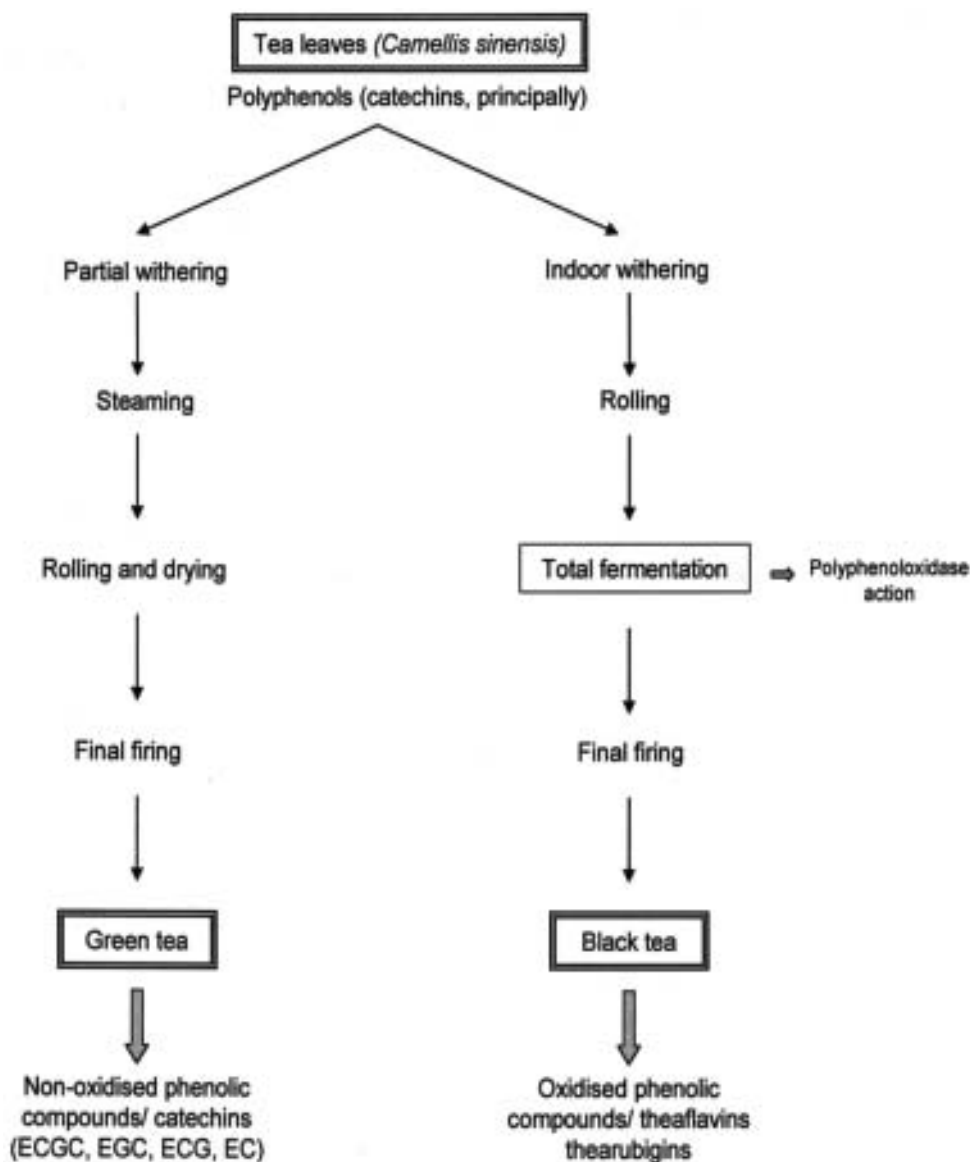 Tea leaves (Camellis sinensis)
Polyphenols (catechins, principally)
Partial withering
Indoor withering
Steaming
Rolling
Rolling and drying
Total fermentation
Polyphenoloxidase
action
Final firing
Final firing
Green tea
Black tea
Non-oxidised phenolic
compounds/ catechins
(ECGC, EGC, ECG, EC)
Oxidised phenolic
compounds/ theaflavins
thearubigins